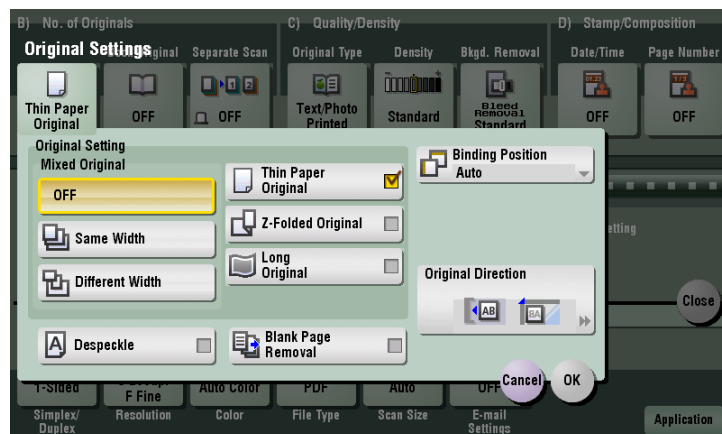 B) No. of Originals
C) Quality/Density
D) Stamp/Composition
Original Settings
Original
Separate Scan
Original Type
Density
Bkgd. Removal
Date/Time
Page Number
Thin Paper
Original
OFF
OFF
Text/Photo
Printed
Standard
Bleed
Removal
Standard
OFF
OFF
Original Setting
Mixed Original
OFF
Same Width
Different Width
Thin Paper
Original
Z-Folded Original
Long
Original
Binding Position
Auto
Original Direction
AB
Despeckle
Blank Page
Removal
Cancel
OK
Close
1-Sided
F Fine
Auto Color
PDF
Auto
OFF
Simplex/
Duplex
Resolution
Color
File Type
Scan Size
E-mail
Settings
Application